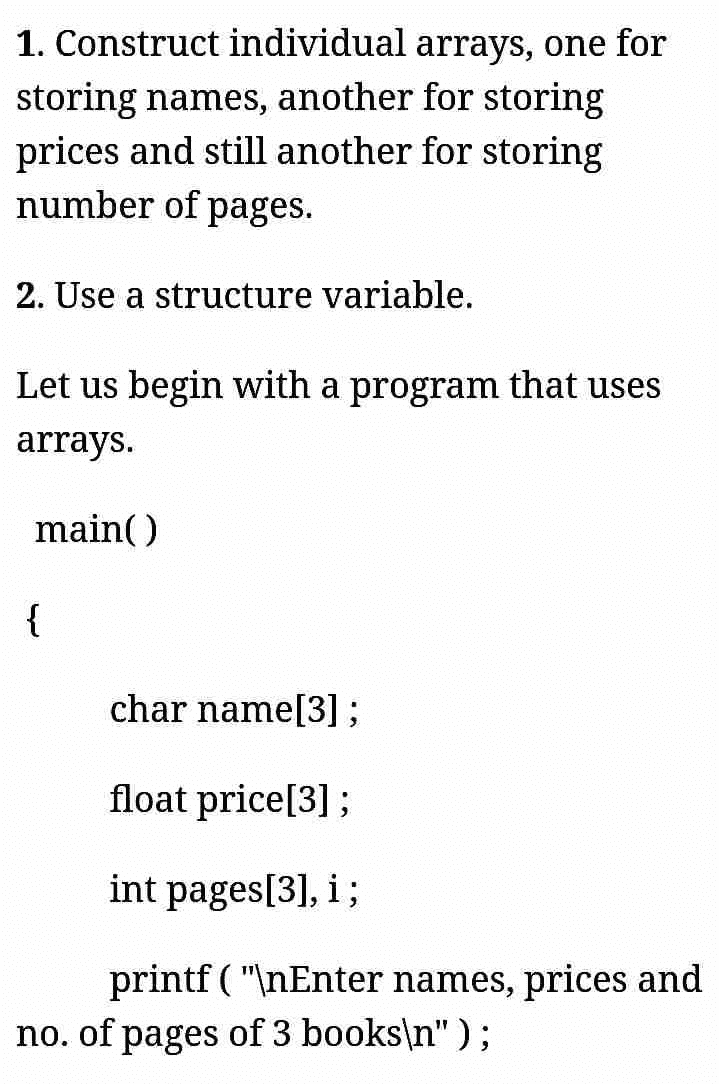 1. Construct individual arrays, one for
storing names, another for storing
prices and still another for storing
number of pages.
2. Use a structure variable.
Let us begin with a program that uses
arrays.
main( )
{
char name[3] ;
float price[3] ;
int pages[3], i ;
printf ( "\nEnter names, prices and
no. of pages of 3 books\n" ) ;